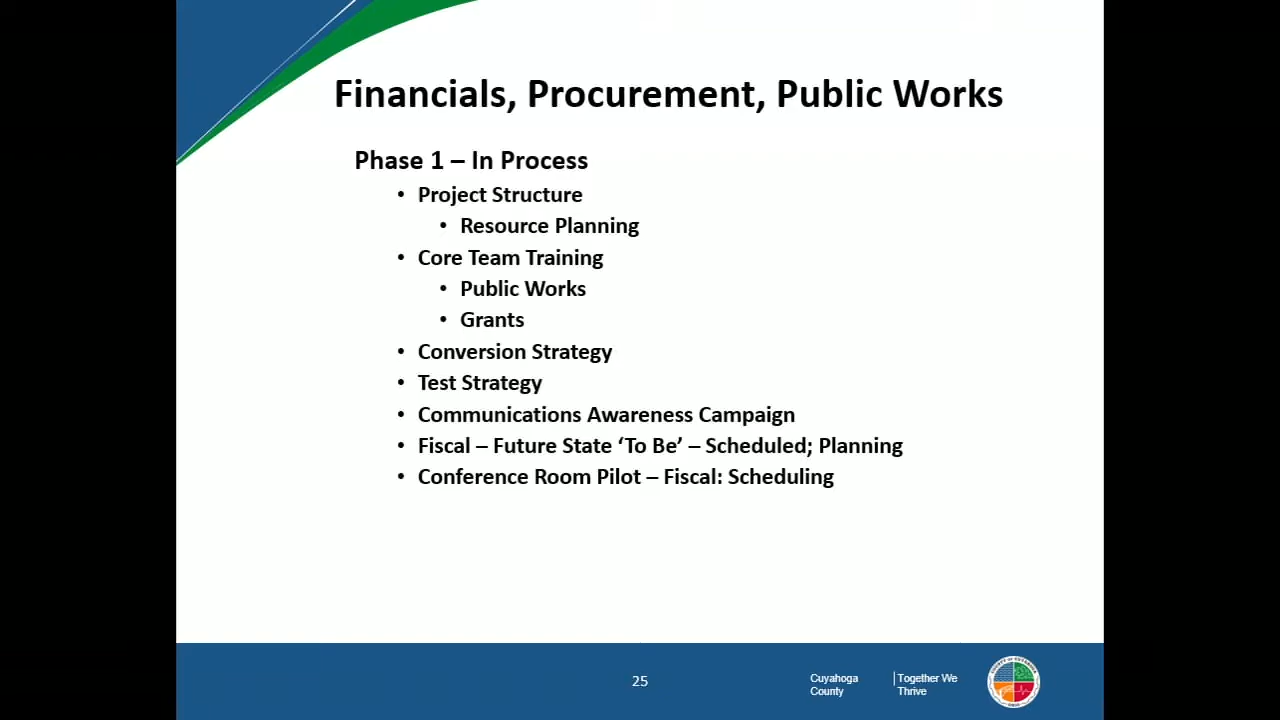 Financials, Procurement, Public Works
Phase 1 – In Process
• Project Structure
• Resource Planning
• Core Team Training
• Public Works
• Grants
• Conversion Strategy
• Test Strategy
• Communications Awareness Campaign
• Fiscal – Future State ‘To Be’ – Scheduled; Planning
• Conference Room Pilot – Fiscal: Scheduling
25
Cuyahoga
County
Together We
Thrive